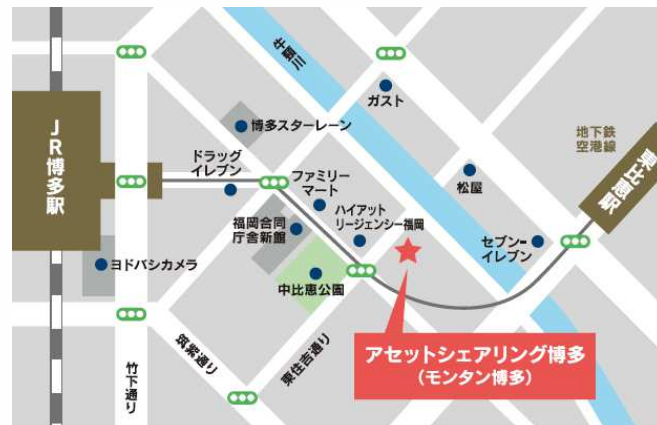 牛願川
ガスト
博多スターレーン
地下鉄
空港線
東比恵駅
JR博多駅
ドラッグ
イレブン
ファミリー
マート
松屋
福岡合同
庁舎新館
ハイアット
リージェンシー福岡
セブン-
イレブン
ヨドバシカメラ
中比恵公園
アセットシェアリング博多
(モンタン博多)
竹下通り
筑紫通り
東住吉通り